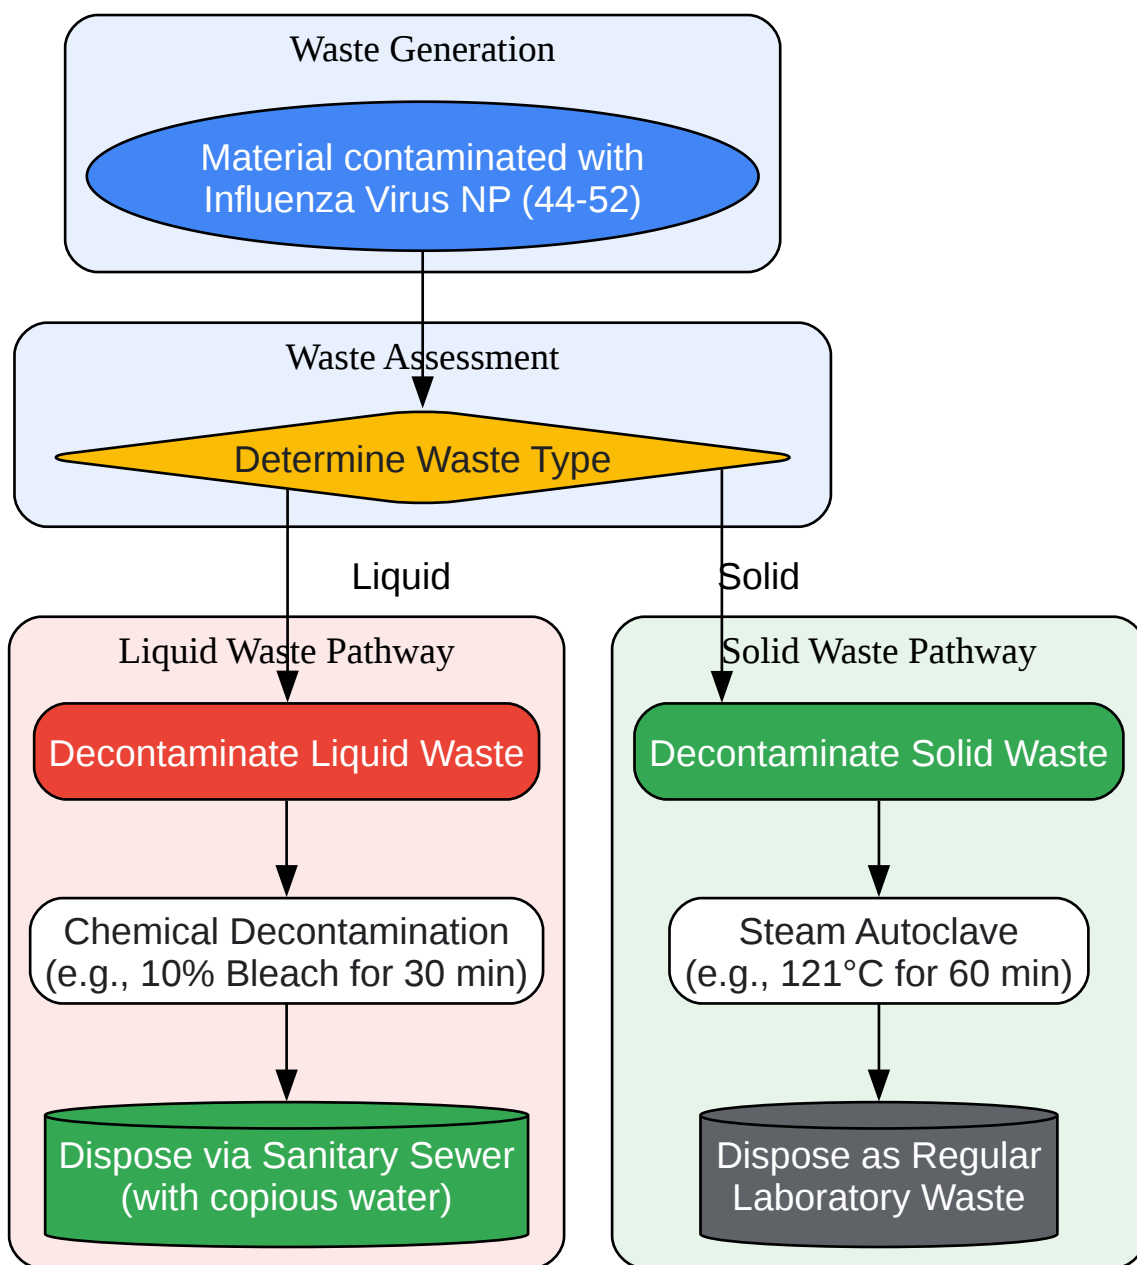 Waste Generation
Material contaminated with
Influenza Virus NP (44-52)
Waste Assessment
Determine Waste Type
Liquid
Solid
Liquid Waste Pathway
Decontaminate Liquid Waste
Chemical Decontamination
(e.g., 10% Bleach for 30 min)
Dispose via Sanitary Sewer
(with copious water)
Solid Waste Pathway
Decontaminate Solid Waste
Steam Autoclave
(e.g., 121°C for 60 min)
Dispose as Regular
Laboratory Waste